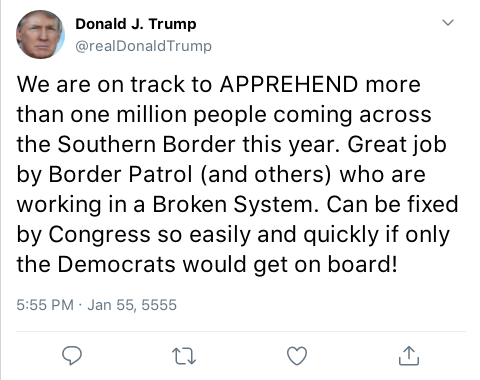 Donald J. Trump
@realDonaldTrump
We are on track to APPREHEND more
than one million people coming across
the Southern Border this year. Great job
by Border Patrol (and others) who are
working in a Broken System. Can be fixed
by Congress so easily and quickly if only
the Democrats would get on board!
5:55 PM · Jan 55, 5555